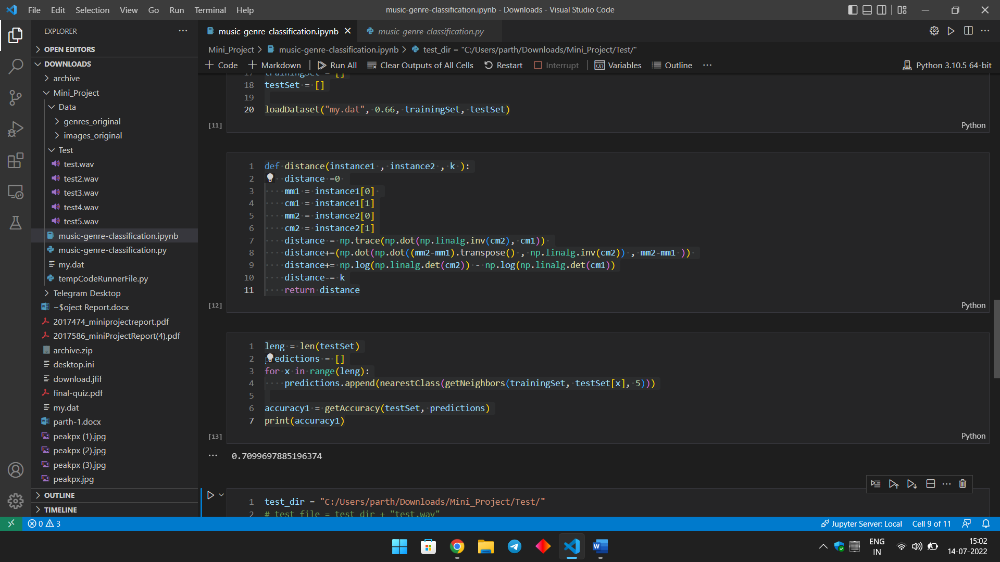 File Edit Selection View Go Run Terminal Help
music-genre-classification.ipynb - Downloads - Visual Studio Code
EXPLORER
OPEN EDITORS
DOWNLOADS
archive
Mini_Project
Data
genres_original
images_original
Test
test.wav
test2.wav
test3.wav
test4.wav
test5.wav
music-genre-classification.ipynb
music-genre-classification.py
my.dat
tempCodeRunnerFile.py
Telegram Desktop
~$oject Report.docx
2017474_miniprojectreport.pdf
2017586_miniProjectReport(4).pdf
archive.zip
desktop.ini
download.jfif
final-quiz.pdf
my.dat
parth-1.docx
peakpx (1).jpg
peakpx (2).jpg
peakpx (3).jpg
peakpx.jpg
OUTLINE
TIMELINE
music-genre-classification.ipynb
music-genre-classification.py
Mini_Project > music-genre-classification.ipynb > test_dir = "C:/Users/parth/Downloads/Mini_Project/Test/"
+ Code + Markdown Run All Clear Outputs of All Cells Restart Interrupt Variables Outline ...
Python 3.10.5 64-bit
17 trainingSet = []
18 testSet = []
19
20 loadDataset("my.dat", 0.66, trainingSet, testSet)
[11]
Python
1 def distance(instance1 , instance2 , k ):
2 distance =0
3 mm1 = instance1[0]
4 cm1 = instance1[1]
5 mm2 = instance2[0]
6 cm2 = instance2[1]
7 distance = np.trace(np.dot(np.linalg.inv(cm2), cm1))
8 distance+=(np.dot(np.dot((mm2-mm1).transpose() , np.linalg.inv(cm2)) , mm2-mm1 ))
9 distance+= np.log(np.linalg.det(cm2)) - np.log(np.linalg.det(cm1))
10 distance-= k
11 return distance
[12]
Python
1 leng = len(testSet)
2 predictions = []
3 for x in range(leng):
4 predictions.append(nearestClass(getNeighbors(trainingSet, testSet[x], 5)))
5
6 accuracy1 = getAccuracy(testSet, predictions)
7 print(accuracy1)
[13]
Python
... 0.7099697885196374
1 test_dir = "C:/Users/parth/Downloads/Mini_Project/Test/"
2 # test_file = test_dir + "test.wav"
0 3
Jupyter Server: Local Cell 9 of 11
ENG
IN
15:02
14-07-2022